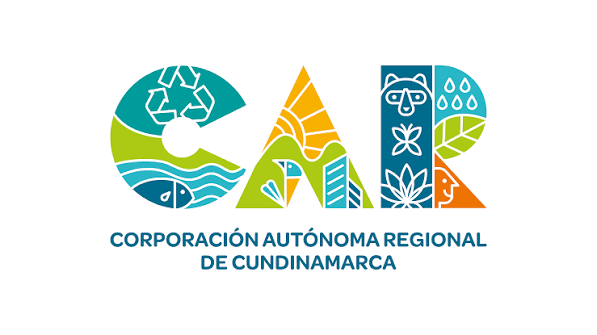 CAR
CORPORACIÓN AUTÓNOMA REGIONAL
DE CUNDINAMARCA